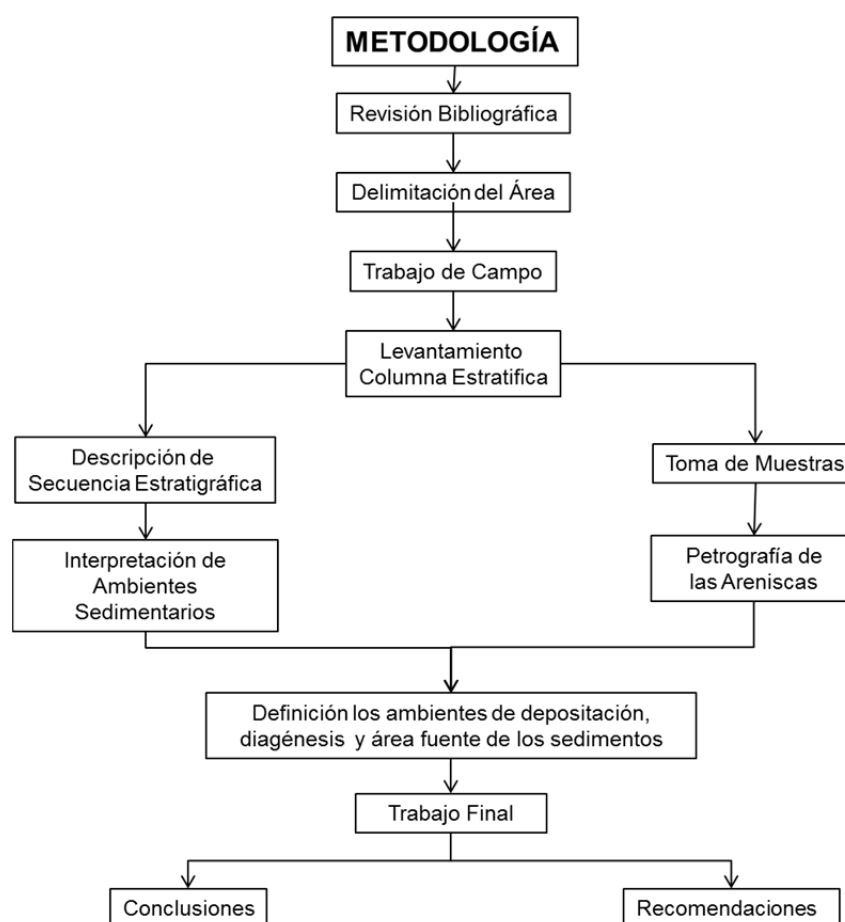 METODOLOGÍA
Revisión Bibliográfica
Delimitación del Área
Trabajo de Campo
Levantamiento
Columna Estratifica
Descripción de
Secuencia Estratigráfica
Toma de Muestras
Interpretación de
Ambientes
Sedimentarios
Petrografía de
las Areniscas
Definición los ambientes de depositación,
diagénesis y área fuente de los sedimentos
Trabajo Final
Conclusiones
Recomendaciones